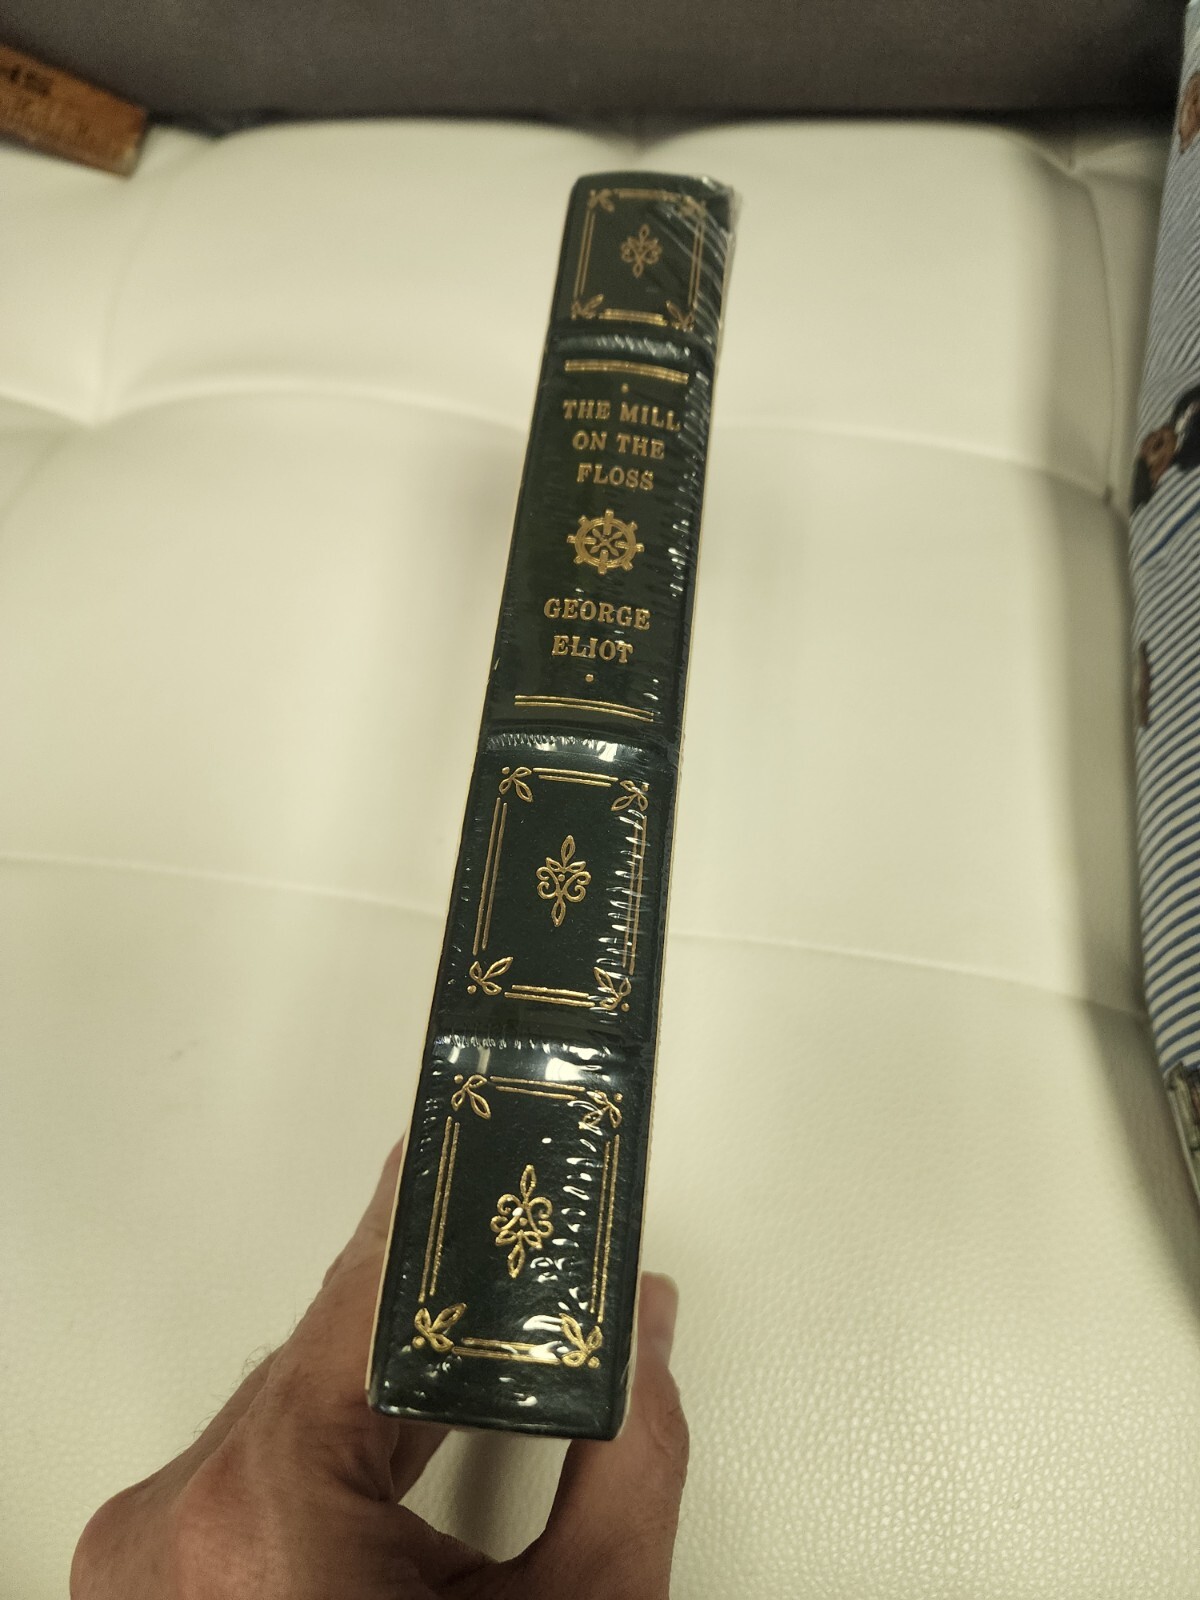 THE MILL
ON THE
FLOSS
GEORGE
ELIOT